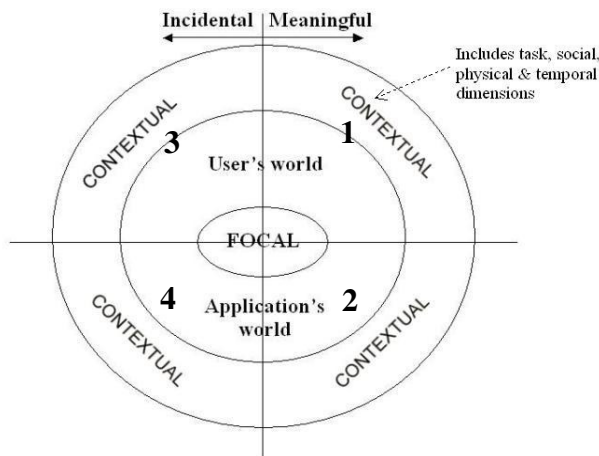 Incidental Meaningful
Includes task, social,
physical & temporal
dimensions
CONTEXTUAL
CONTEXTUAL
3
1
User's world
FOCAL
4
2
Application's
world
CONTEXTUAL
CONTEXTUAL